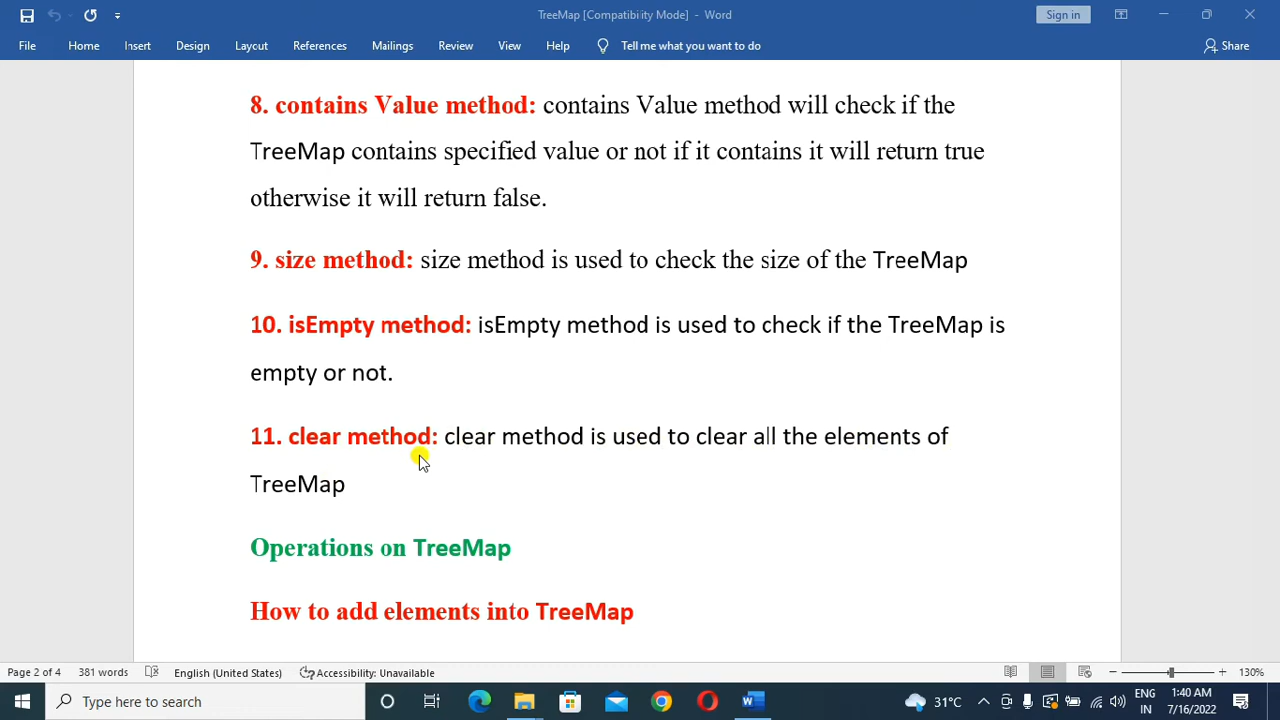 TreeMap [Compatibility Mode] - Word
Sign in
File Home Insert Design Layout References Mailings Review View Help Tell me what you want to do Share
8. contains Value method: contains Value method will check if the
TreeMap contains specified value or not if it contains it will return true
otherwise it will return false.
9. size method: size method is used to check the size of the TreeMap
10. isEmpty method: isEmpty method is used to check if the TreeMap is
empty or not.
11. clear method: clear method is used to clear all the elements of
TreeMap
Operations on TreeMap
How to add elements into TreeMap
Page 2 of 4 381 words English (United States) Accessibility: Unavailable 130%
Type here to search 31°C ENG 1:40 AM
IN 7/16/2022